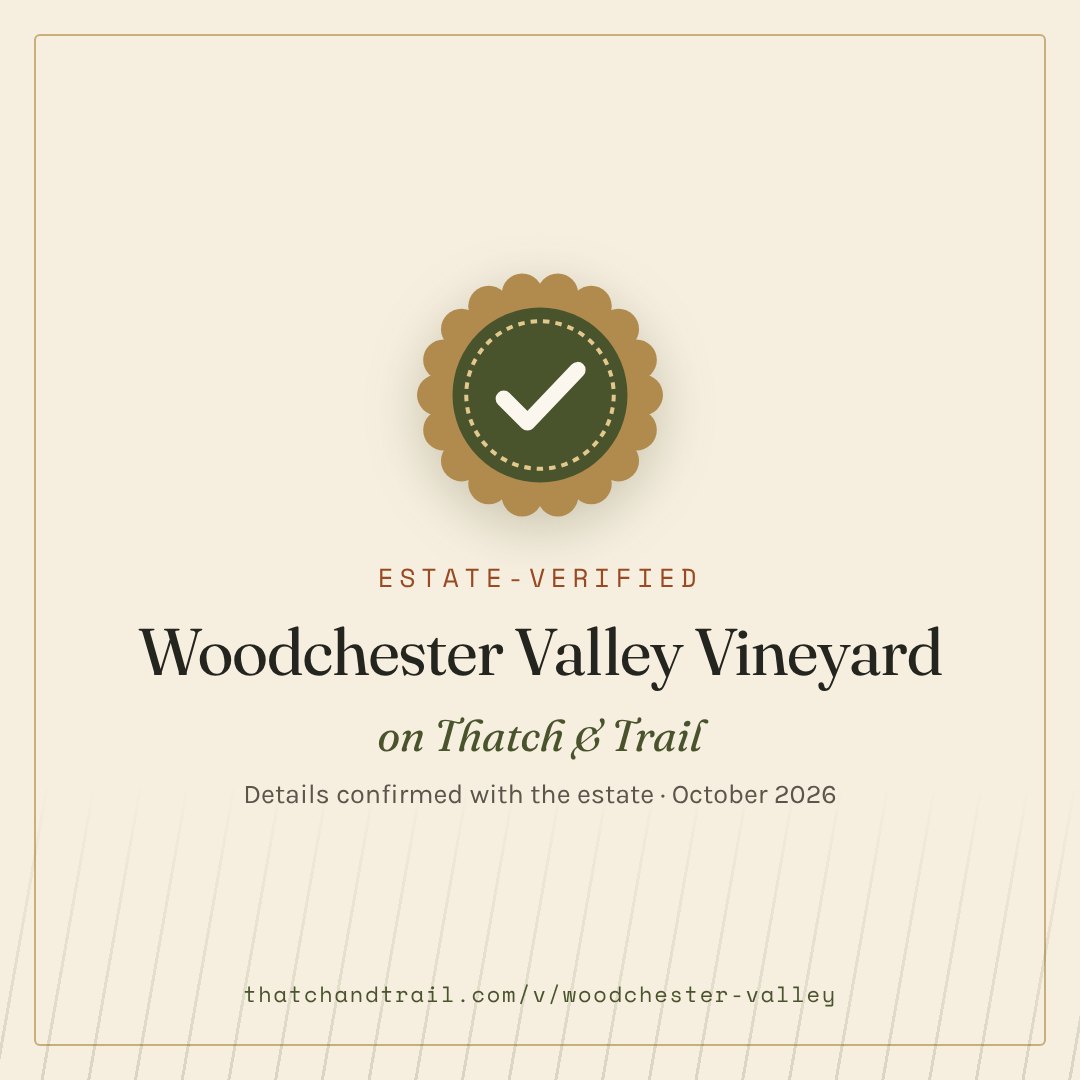 ESTATE-VERIFIED
Woodchester Valley Vineyard
on Thatch & Trail
Details confirmed with the estate · October 2026
thatchandtrail.com/v/woodchester-valley